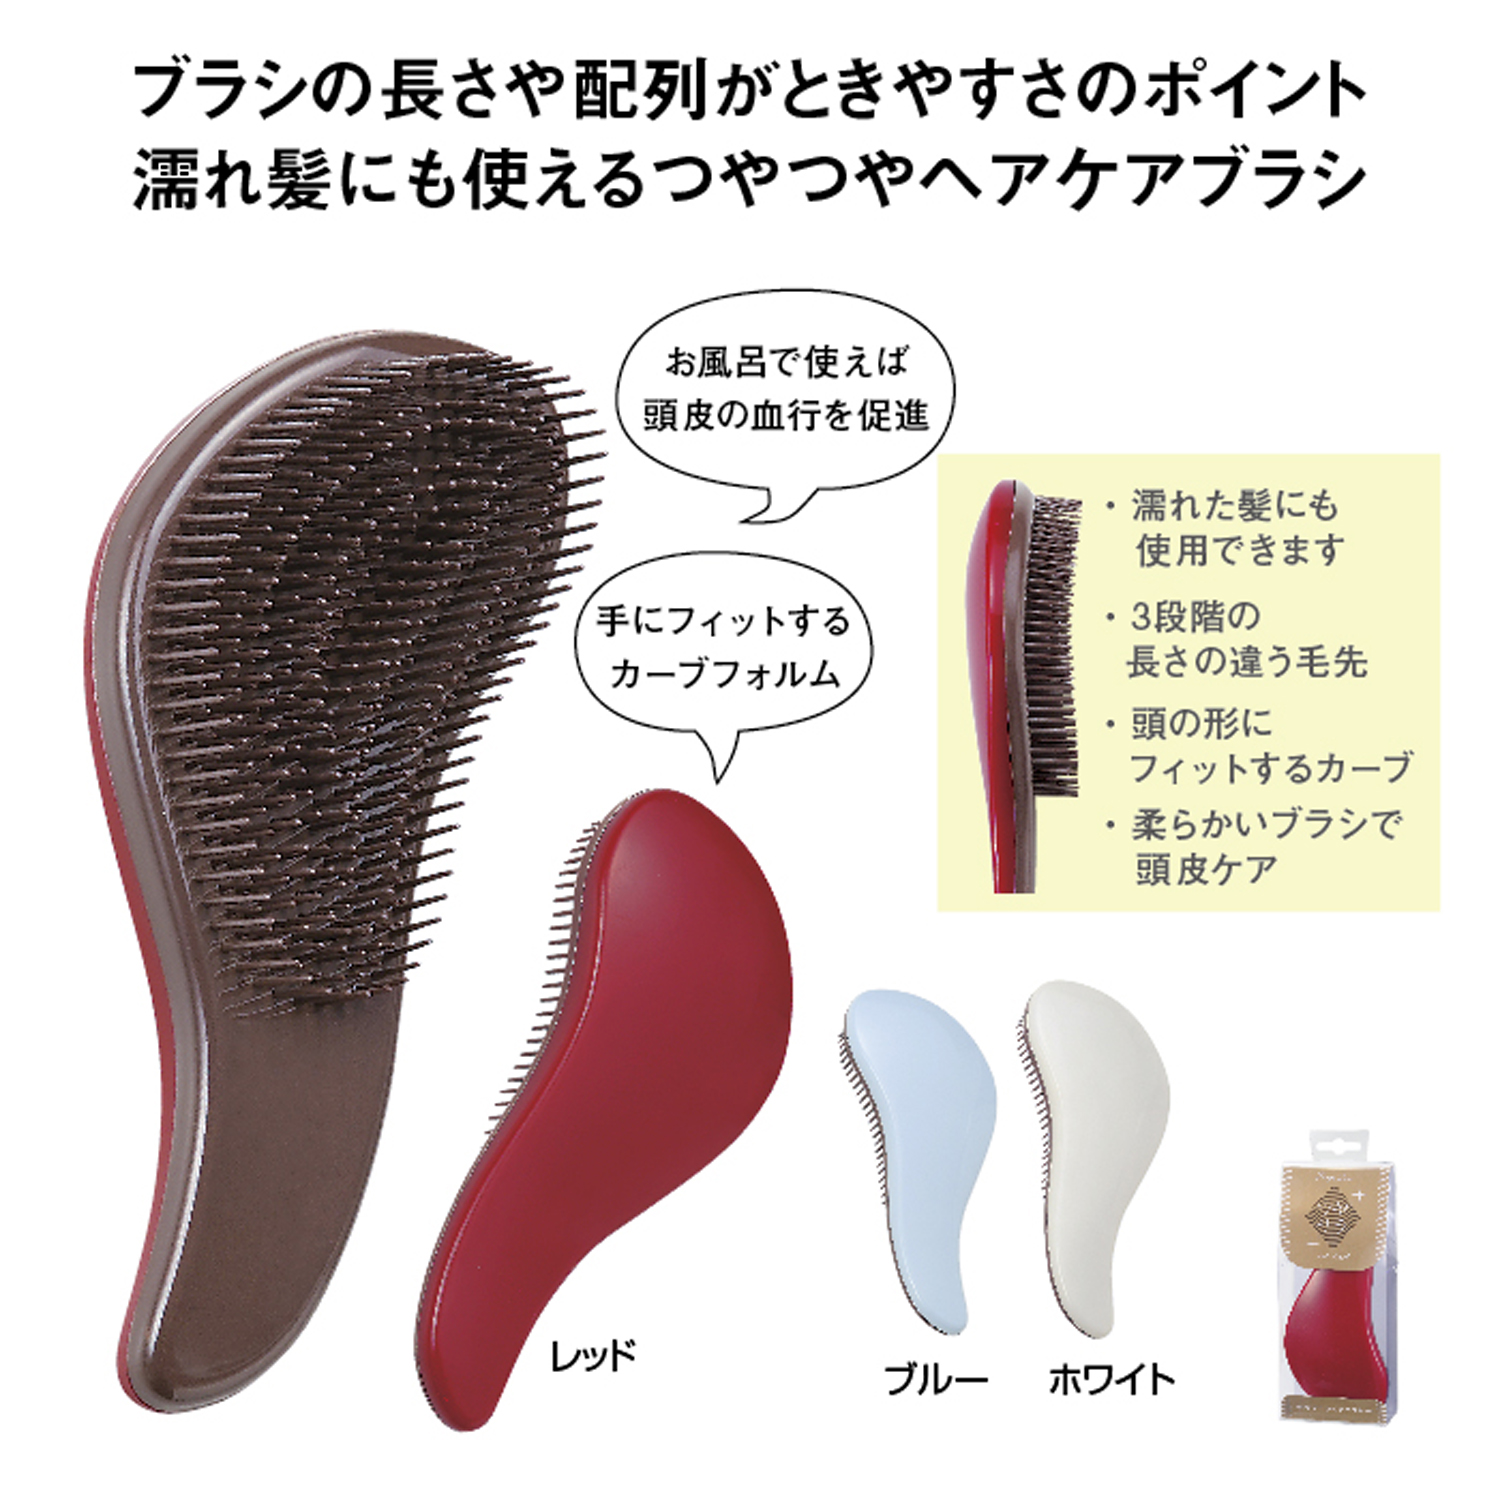 ブラシの長さや配列がときやすさのポイント
濡れ髪にも使えるつやつやヘアケアブラシ
お風呂で使えば
頭皮の血行を促進
手にフィットする
カーブフォルム
・濡れた髪にも
使用できます
・3段階の
長さの違う毛先
・頭の形に
フィットするカーブ
・柔らかいブラシで
頭皮ケア
レッド
ブルー
ホワイト